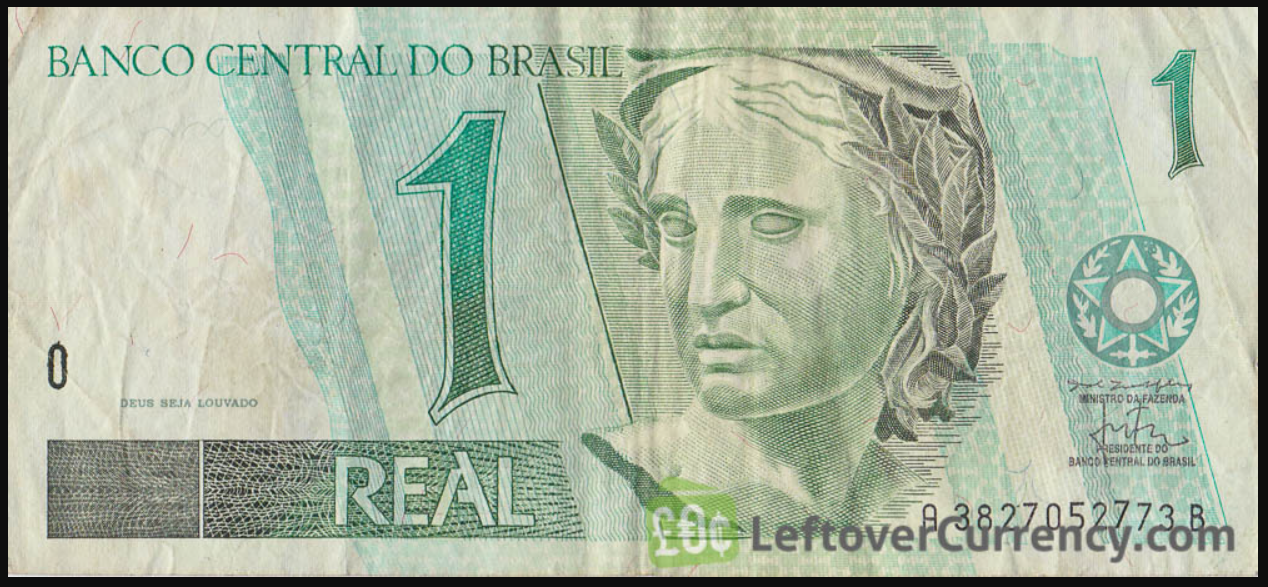 BANCO CENTRAL DO BRASIL
1
1
0
DEUS SEJA LOUVADO
MINISTRO DA FAZENDA
PRESIDENTE DO
BANCO CENTRAL DO BRASIL
REAL
A 3827052773 B
£0¢ LeftoverCurrency.com